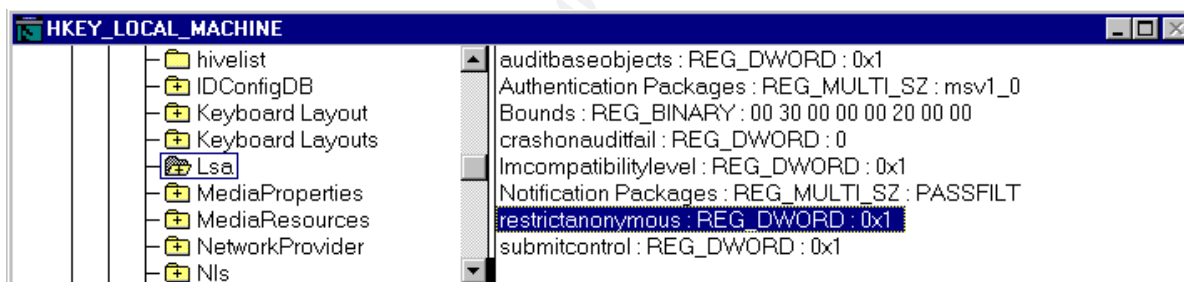 HKEY_LOCAL_MACHINE
hivelist
IDConfigDB
Keyboard Layout
Keyboard Layouts
Lsa
MediaProperties
MediaResources
NetworkProvider
Nls
auditbaseobjects : REG_DWORD : 0x1
Authentication Packages : REG_MULTI_SZ : msv1_0
Bounds : REG_BINARY : 00 30 00 00 00 20 00 00
crashonauditfail : REG_DWORD : 0
lmcompatibilitylevel : REG_DWORD : 0x1
Notification Packages : REG_MULTI_SZ : PASSFILT
restrictanonymous : REG_DWORD : 0x1
submitcontrol : REG_DWORD : 0x1